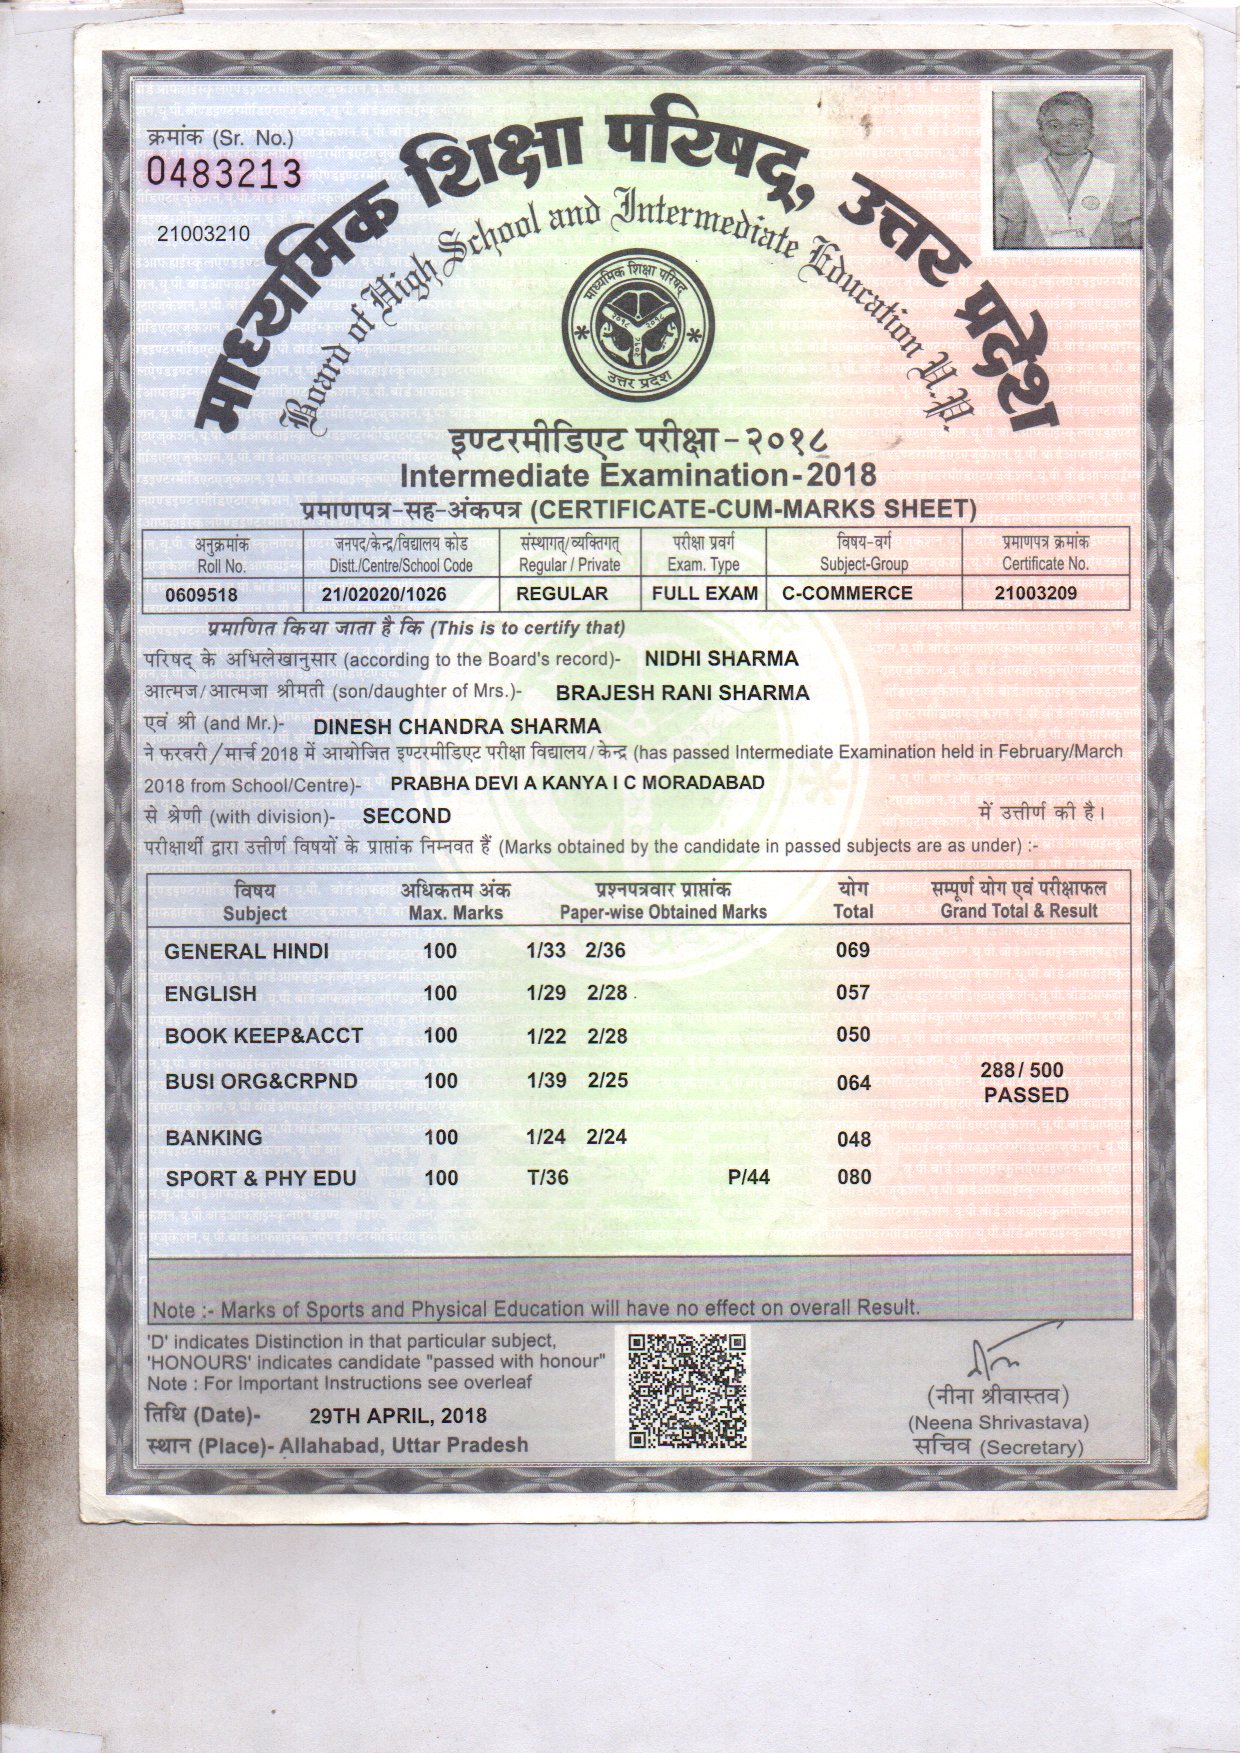 क्रमांक (Sr. No.)
0483213
21003210
माध्यमिक शिक्षा परिषद्, उत्तर प्रदेश
Board of High School and Intermediate Education U.P.
माध्यमिक शिक्षा परिषद्
२०१८ २०१८
२०१८
उत्तर प्रदेश
इण्टरमीडिएट परीक्षा - २०१८
Intermediate Examination - 2018
प्रमाणपत्र-सह-अंकपत्र (CERTIFICATE-CUM-MARKS SHEET)
अनुक्रमांक जनपद/केन्द्र/विद्यालय कोड संस्थागत्/व्यक्तिगत् परीक्षा प्रवर्ग विषय-वर्ग प्रमाणपत्र क्रमांक
Roll No. Distt./Centre/School Code Regular / Private Exam. Type Subject-Group Certificate No.
0609518 21/02020/1026 REGULAR FULL EXAM C-COMMERCE 21003209
प्रमाणित किया जाता है कि (This is to certify that)
परिषद् के अभिलेखानुसार (according to the Board's record)- NIDHI SHARMA
आत्मज/आत्मजा श्रीमती (son/daughter of Mrs.)- BRAJESH RANI SHARMA
एवं श्री (and Mr.)- DINESH CHANDRA SHARMA
ने फरवरी / मार्च 2018 में आयोजित इण्टरमीडिएट परीक्षा विद्यालय/केन्द्र (has passed Intermediate Examination held in February/March
2018 from School/Centre)- PRABHA DEVI A KANYA I C MORADABAD
से श्रेणी (with division)- SECOND में उत्तीर्ण की है।
परीक्षार्थी द्वारा उत्तीर्ण विषयों के प्राप्तांक निम्नवत हैं (Marks obtained by the candidate in passed subjects are as under) :-
विषय अधिकतम अंक प्रश्नपत्रवार प्राप्तांक योग सम्पूर्ण योग एवं परीक्षाफल
Subject Max. Marks Paper-wise Obtained Marks Total Grand Total & Result
GENERAL HINDI 100 1/33 2/36 069
ENGLISH 100 1/29 2/28 057
BOOK KEEP&ACCT 100 1/22 2/28 050
BUSI ORG&CRPND 100 1/39 2/25 064 288/ 500
PASSED
BANKING 100 1/24 2/24 048
SPORT & PHY EDU 100 T/36 P/44 080
Note :- Marks of Sports and Physical Education will have no effect on overall Result.
'D' indicates Distinction in that particular subject,
'HONOURS' indicates candidate "passed with honour"
Note : For Important Instructions see overleaf
तिथि (Date)- 29TH APRIL, 2018
स्थान (Place)- Allahabad, Uttar Pradesh
(नीना श्रीवास्तव)
(Neena Shrivastava)
सचिव (Secretary)